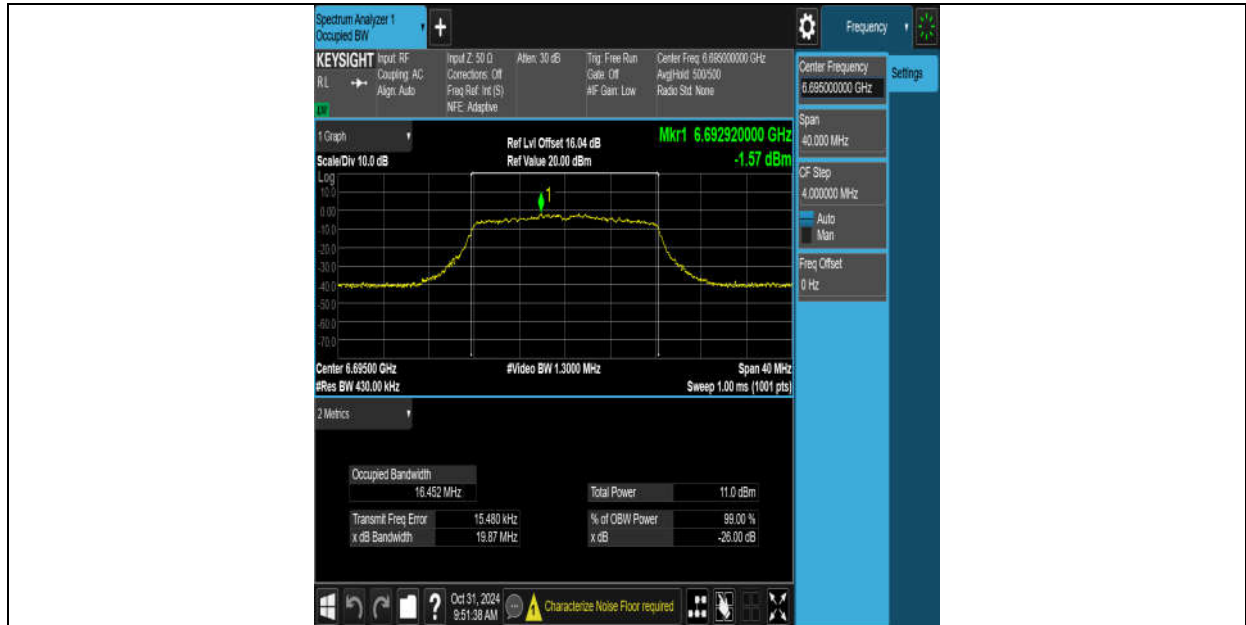 Spectrum Analyzer 1
Occupied BW
+
Frequency
KEYSIGHT
RL
Input: RF
Coupling: AC
Align: Auto
Input Z: 50 Ω
Corrections: Off
Freq Ref: Int (S)
NFE: Adaptive
Atten: 30 dB
Trig: Free Run
Gate: Off
#IF Gain: Low
Center Freq: 6.695000000 GHz
Avg|Hold: 500/500
Radio Std: None
Center Frequency
6.695000000 GHz
Settings
Span
40.000 MHz
CF Step
4.000000 MHz
Auto
Man
Freq Offset
0 Hz
1 Graph
Scale/Div 10.0 dB
Ref Lvl Offset 16.04 dB
Ref Value 20.00 dBm
Mkr1 6.692920000 GHz
-1.57 dBm
Log
10.0
0.00
-10.0
-20.0
-30.0
-40.0
-50.0
-60.0
-70.0
1
Center 6.69500 GHz
#Video BW 1.3000 MHz
Span 40 MHz
#Res BW 430.00 kHz
Sweep 1.00 ms (1001 pts)
2 Metrics
Occupied Bandwidth
16.452 MHz
Total Power 11.0 dBm
Transmit Freq Error 15.480 kHz
% of OBW Power 99.00 %
x dB Bandwidth 19.87 MHz
x dB -26.00 dB
?
Oct 31, 2024
9:51:38 AM
Characterize Noise Floor required